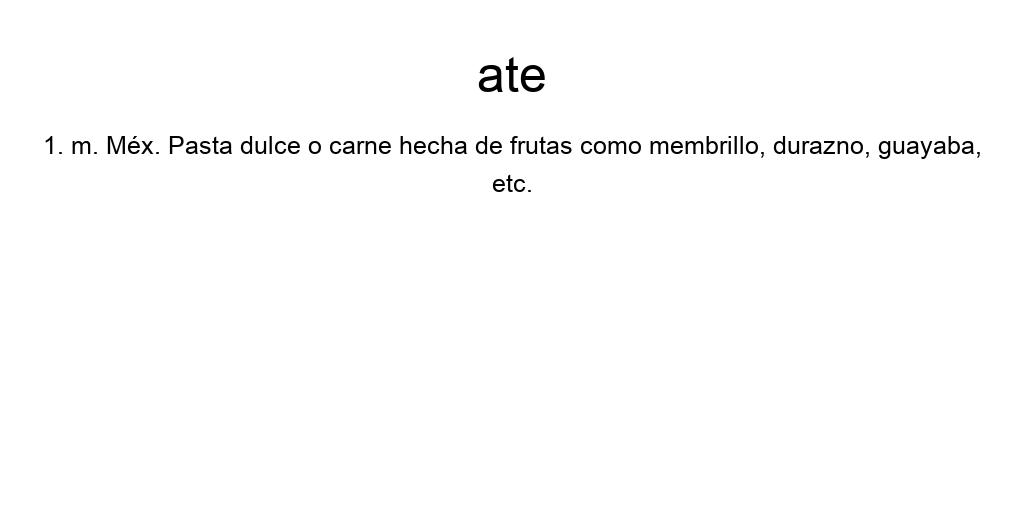 ate
1. m. Méx. Pasta dulce o carne hecha de frutas como membrillo, durazno, guayaba,
etc.